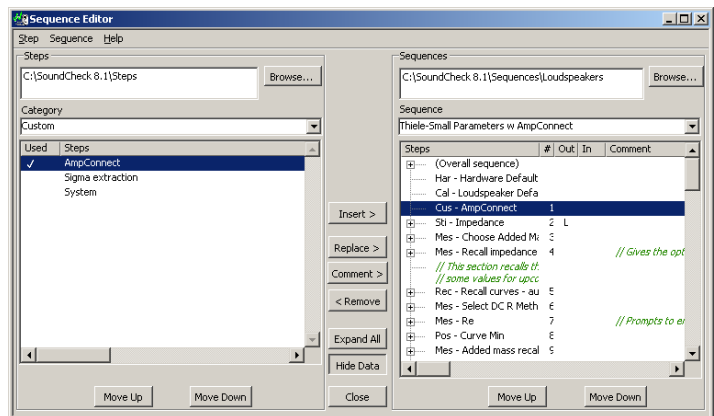 Sequence Editor
Step Sequence Help
Steps
C:\SoundCheck 8.1\Steps
Browse...
Category
Custom
Used Steps
✓ AmpConnect
Sigma extraction
System
Insert >
Replace >
Comment >
< Remove
Expand All
Hide Data
Close
Move Up Move Down
Sequences
C:\SoundCheck 8.1\Sequences\Loudspeakers
Browse...
Sequence
Thiele-Small Parameters w AmpConnect
Steps # Out In Comment
(Overall sequence)
Har - Hardware Default
Cal - Loudspeaker Defa
Cus - AmpConnect 1
Sti - Impedance 2 L
Mes - Choose Added Ma 3
Mes - Recall impedance 4 // Gives the opt
// This section recalls th
// some values for upco
Rec - Recall curves - au 5
Mes - Select DC R Meth 6
Mes - Re 7 // Prompts to en
Pos - Curve Min 8
Mes - Added mass recal 9
Move Up Move Down